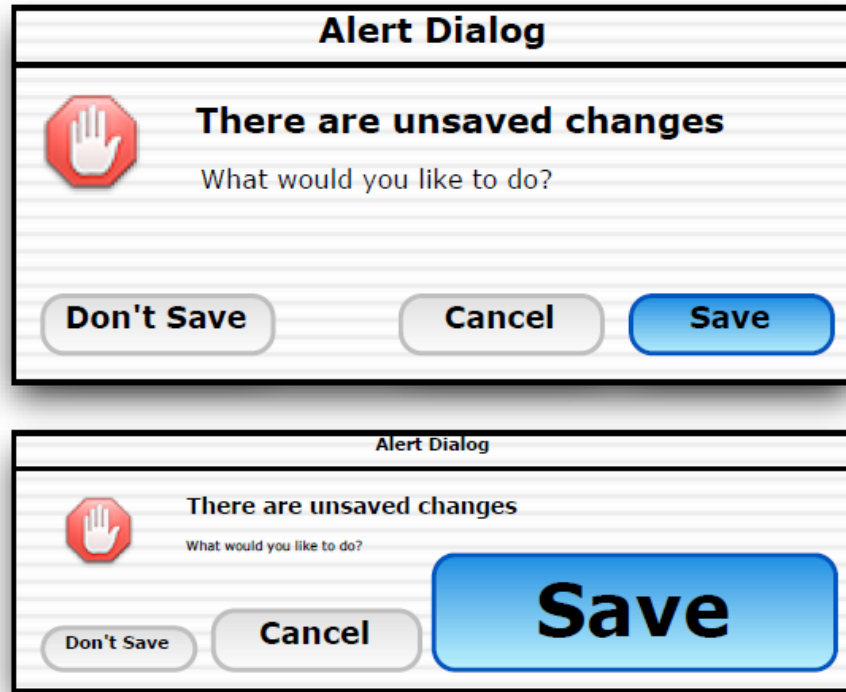 Alert Dialog
There are unsaved changes
What would you like to do?
Don't Save Cancel Save
Alert Dialog
There are unsaved changes
What would you like to do?
Don't Save Cancel Save